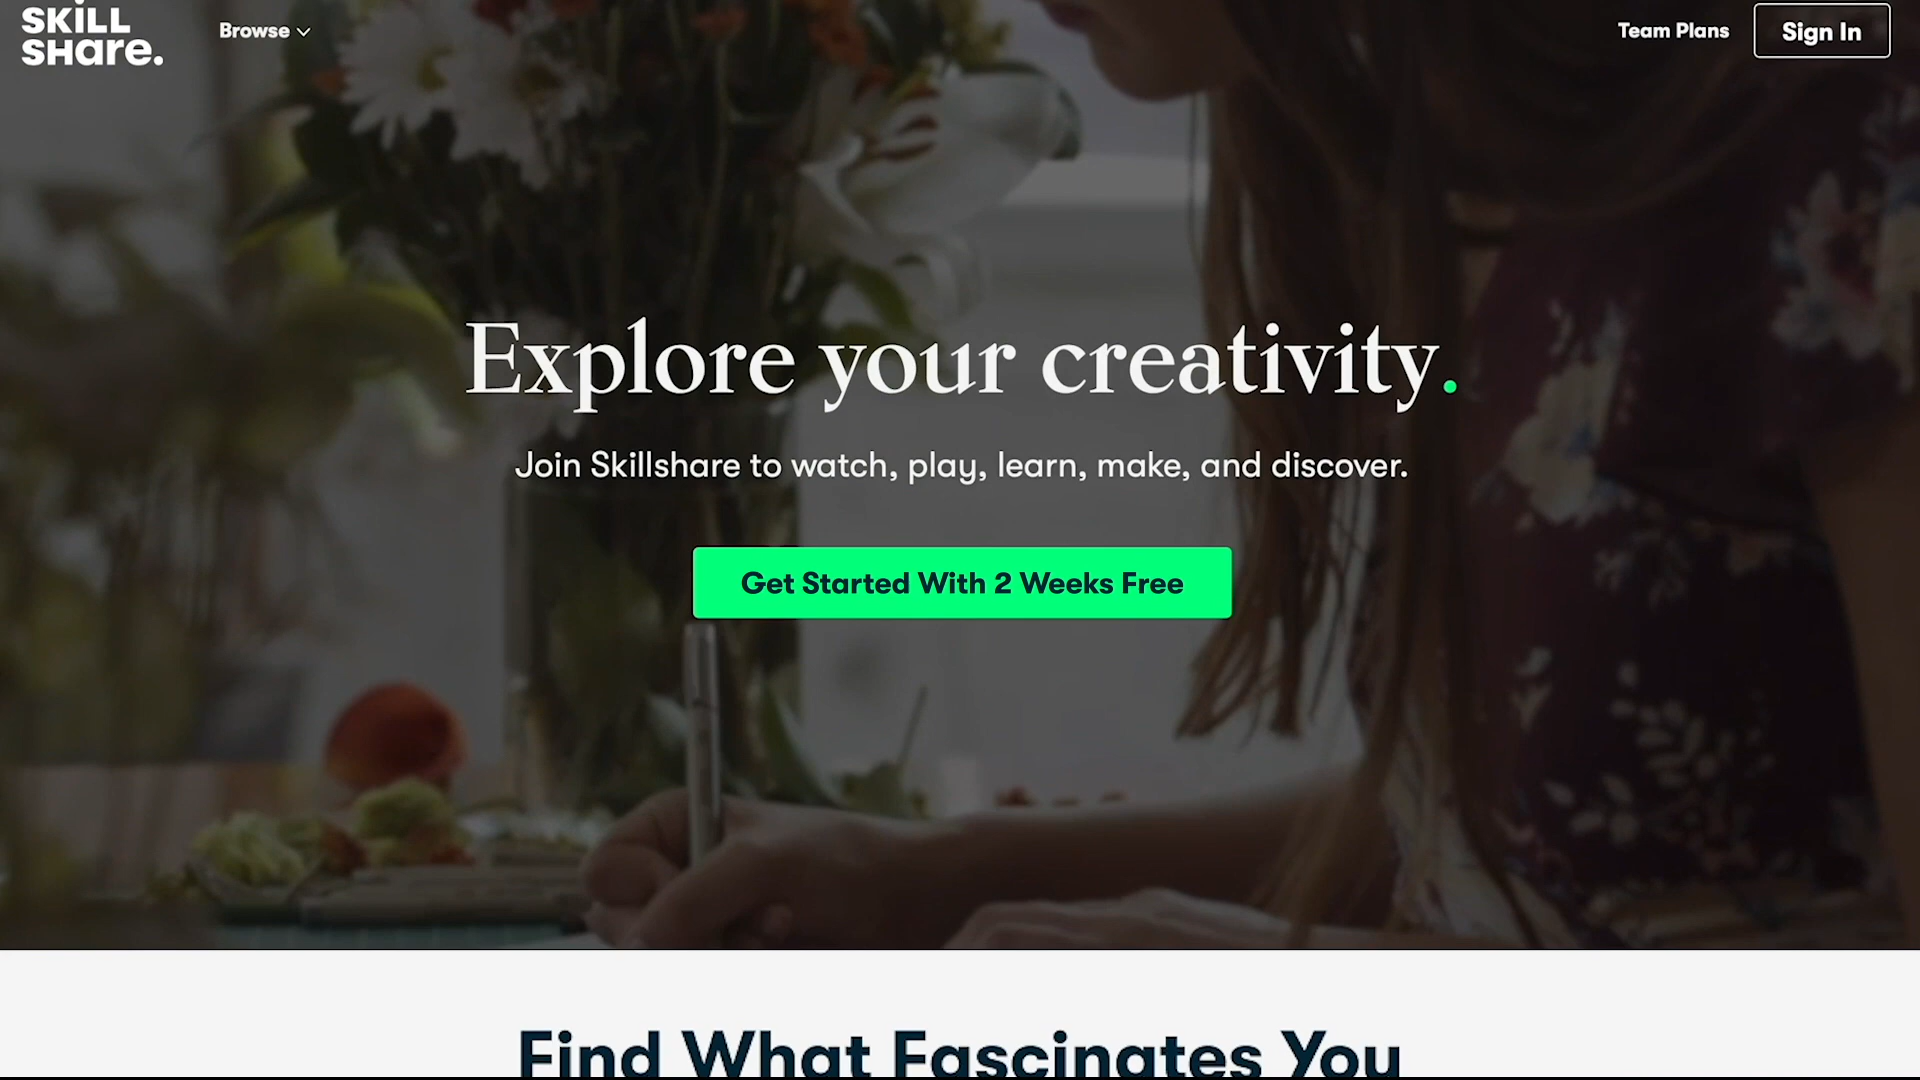 SKILL
SHare.
Browse
Team Plans
Sign In
Explore your creativity.
Join Skillshare to watch, play, learn, make, and discover.
Get Started With 2 Weeks Free
Find What Fascinates You